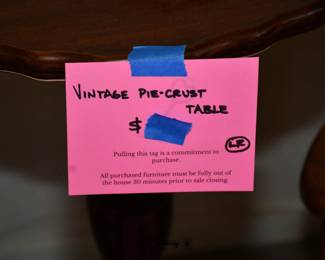 VINTAGE PIE-CRUST
TABLE
$
LR
Pulling this tag is a commitment to
purchase.
All purchased furniture must be fully out of
the house 30 minutes prior to sale closing.